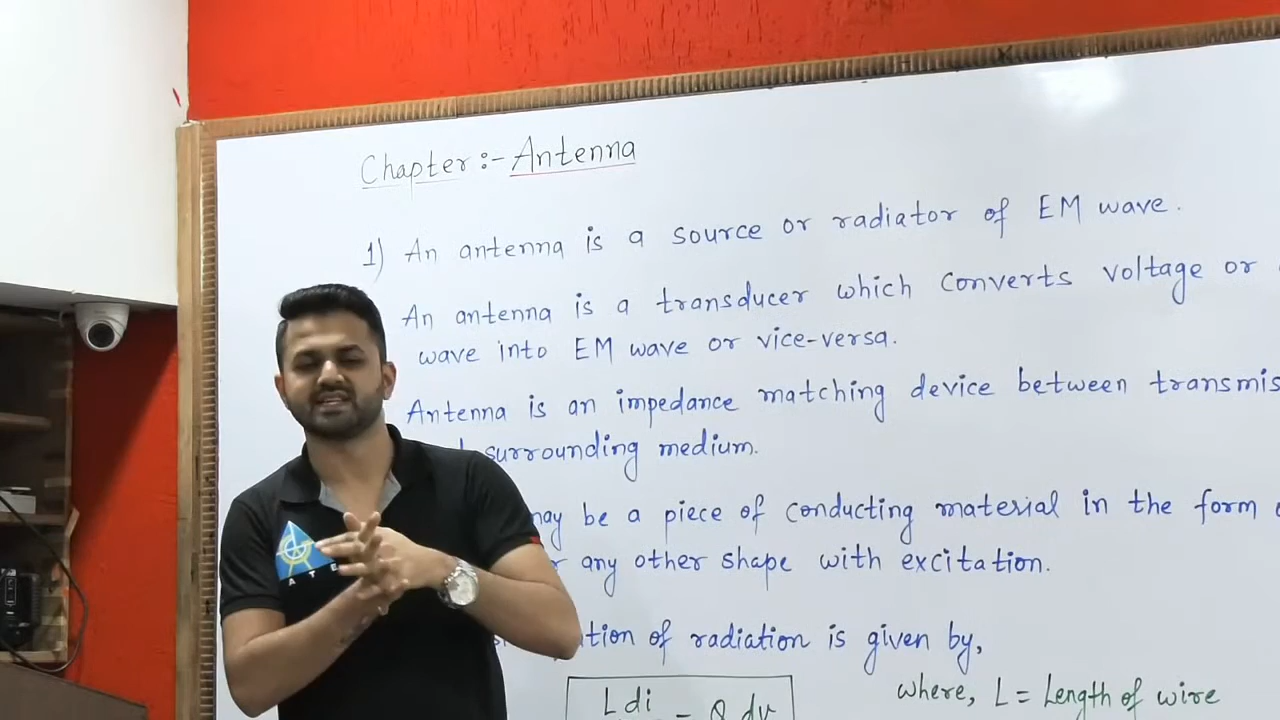 Chapter :- Antenna
1) An antenna is a source or radiator of EM wave.
An antenna is a transducer which converts voltage or
wave into EM wave or vice-versa.
Antenna is an impedance matching device between
surrounding medium.
be a piece of conducting material in the form
any other shape with excitation.
of radiation is given by,
L di = Q dv
where, L = Length of wire